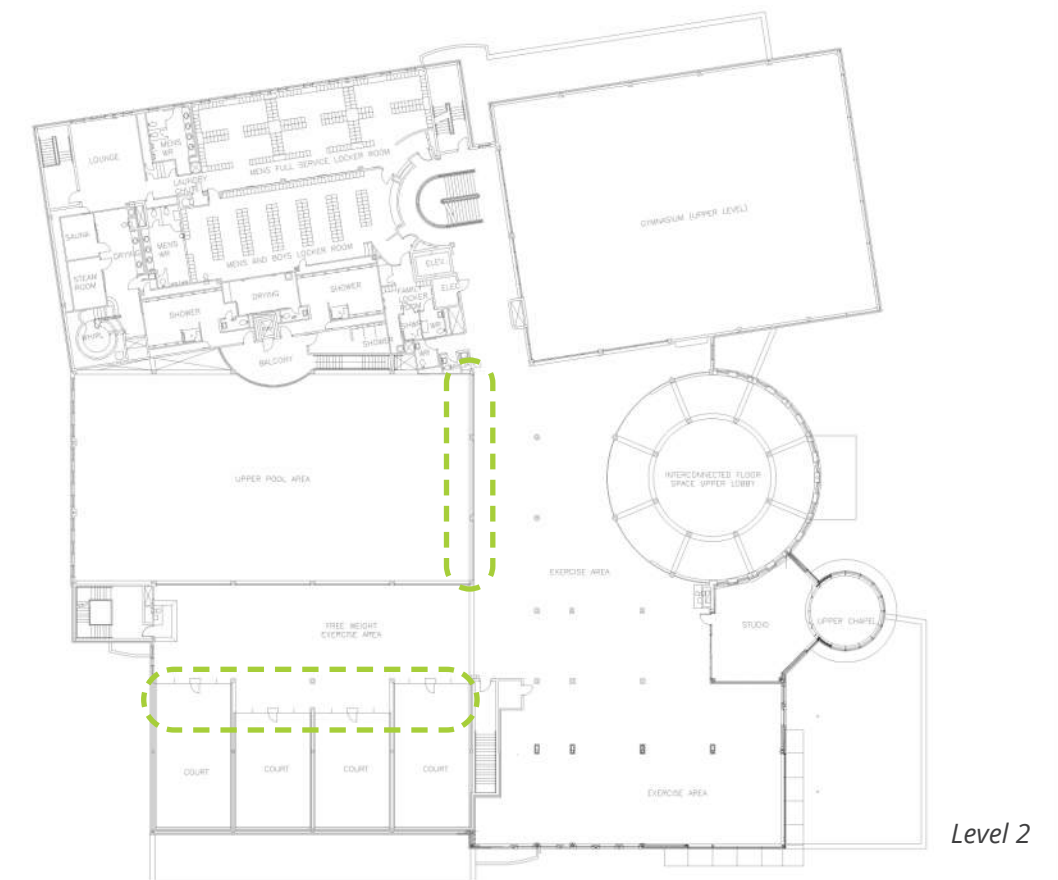 LOUNGE
MENS
WR
LAUNDRY
CHUTE
MENS FULL SERVICE LOCKER ROOM
GYMNASIUM (UPPER LEVEL)
SAUNA
DRYING
MENS
WR
MENS AND BOYS LOCKER ROOM
STEAM
ROOM
ELEV.
ELEC
FAMILY
LOCKER
ROOM
SHOWER
DRYING
SHOWER
WHIRL
SHOWER
WR
WR
BALCONY
UPPER POOL AREA
INTERCONNECTED FLOOR
SPACE UPPER LOBBY
EXERCISE AREA
FREE WEIGHT
EXERCISE AREA
STUDIO
UPPER CHAPEL
COURT
COURT
COURT
COURT
EXERCISE AREA
Level 2